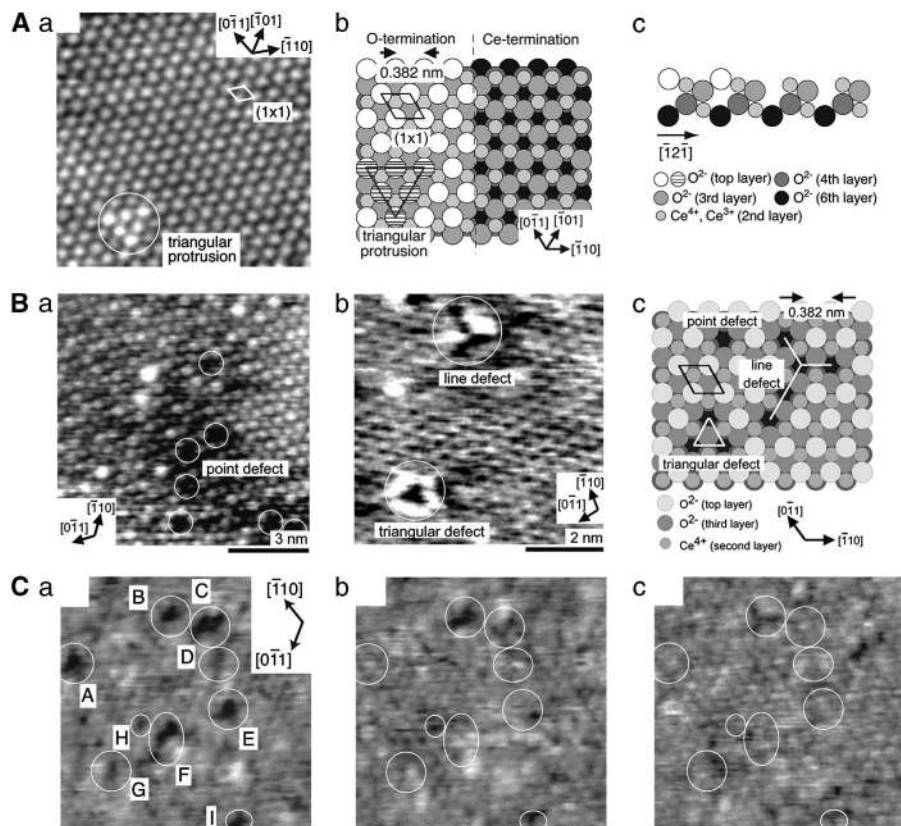 A a
[01̄1]
[1̄01]
[1̄10]
(1x1)
triangular
protrusion
b
O-termination
Ce-termination
0.382 nm
(1x1)
triangular
protrusion
[01̄1]
[1̄01]
[1̄10]
c
[1̄21̄]
O²⁻ (top layer)
O²⁻ (4th layer)
O²⁻ (3rd layer)
O²⁻ (6th layer)
Ce⁴⁺, Ce³⁺ (2nd layer)
B a
point defect
[1̄10]
[01̄1]
3 nm
b
line defect
triangular defect
[1̄10]
[01̄1]
2 nm
c
0.382 nm
point defect
line
defect
triangular defect
O²⁻ (top layer)
O²⁻ (third layer)
Ce⁴⁺ (second layer)
[01̄1]
[1̄10]
C a
B
C
[1̄10]
[01̄1]
D
A
E
H
F
G
I
b
c